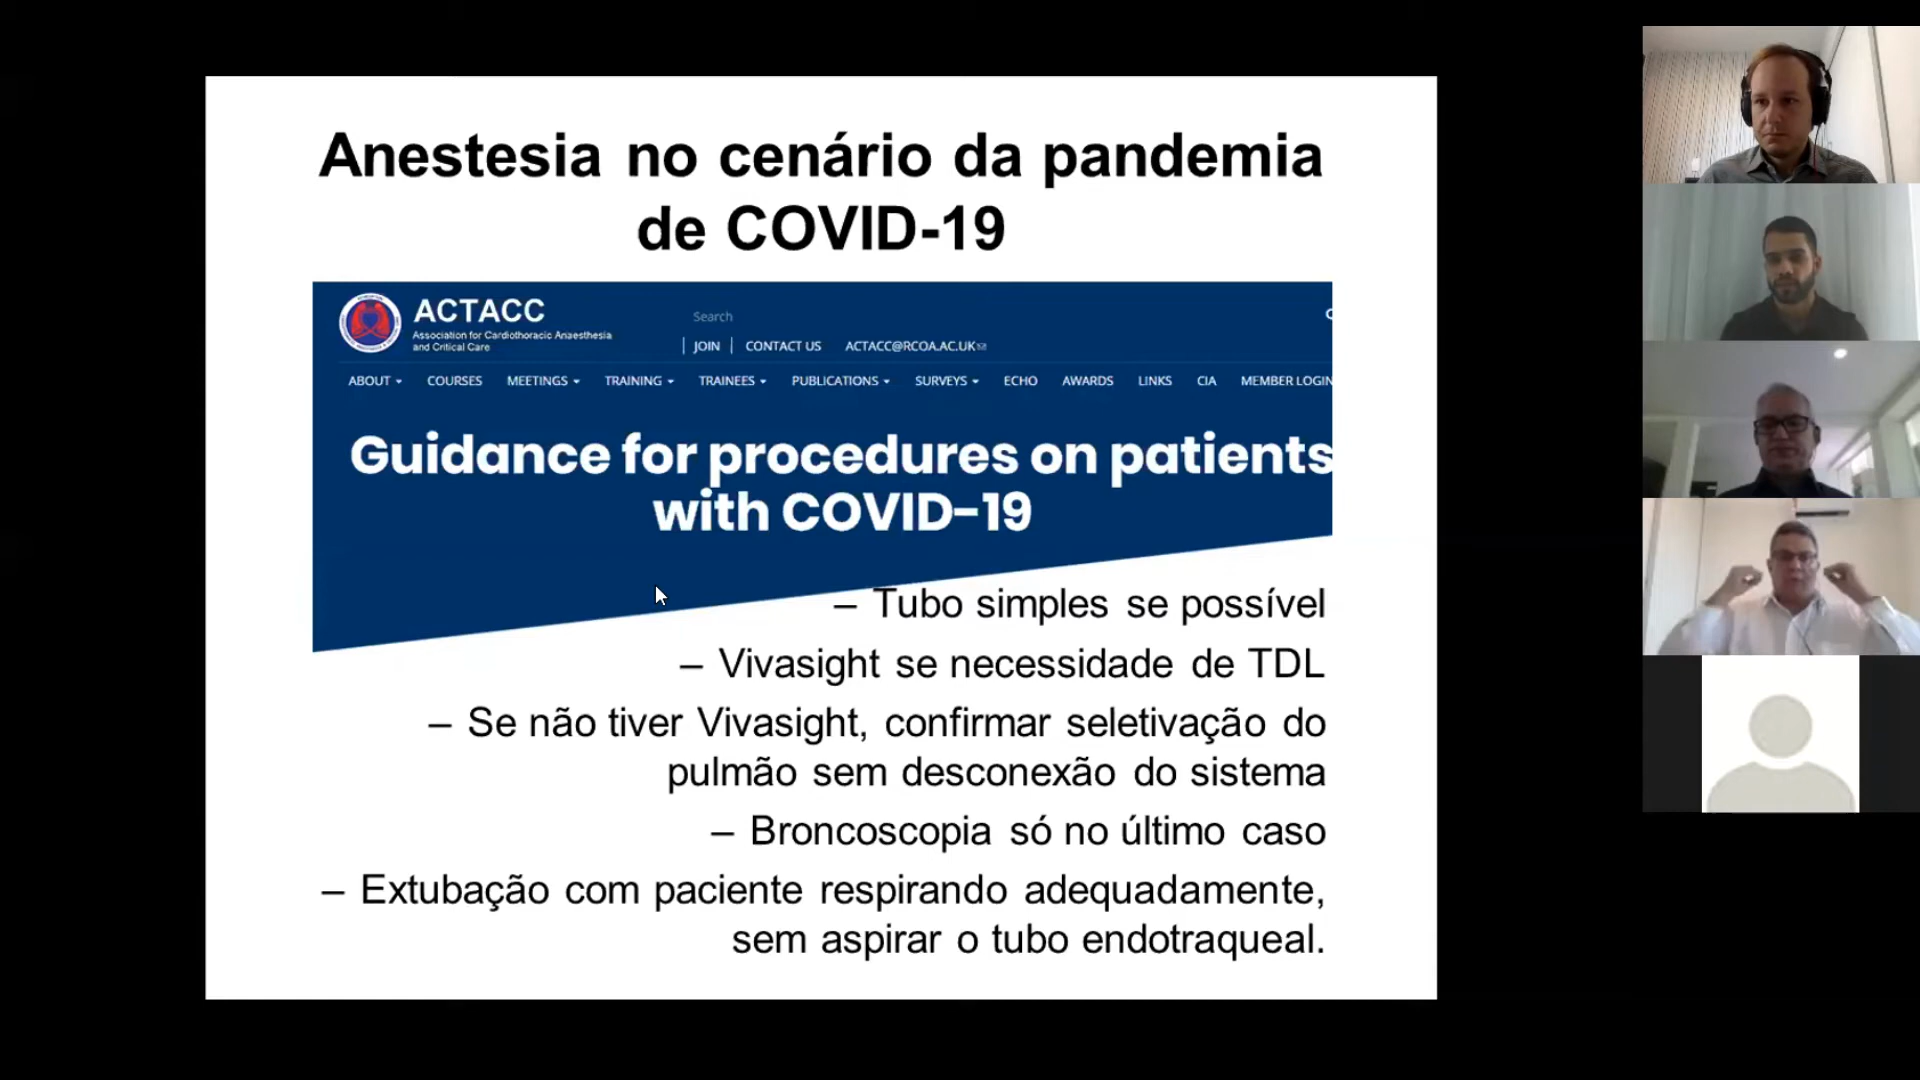 Anestesia no cenário da pandemia
de COVID-19
ACTACC
Association for Cardiothoracic Anaesthesia
and Critical Care
Search
JOIN | CONTACT US ACTACC@RCOA.AC.UK
ABOUT COURSES MEETINGS TRAINING TRAINEES PUBLICATIONS SURVEYS ECHO AWARDS LINKS CIA MEMBER LOGIN
Guidance for procedures on patients
with COVID-19
– Tubo simples se possível
– Vivasight se necessidade de TDL
– Se não tiver Vivasight, confirmar seletivação do
pulmão sem desconexão do sistema
– Broncoscopia só no último caso
– Extubação com paciente respirando adequadamente,
sem aspirar o tubo endotraqueal.